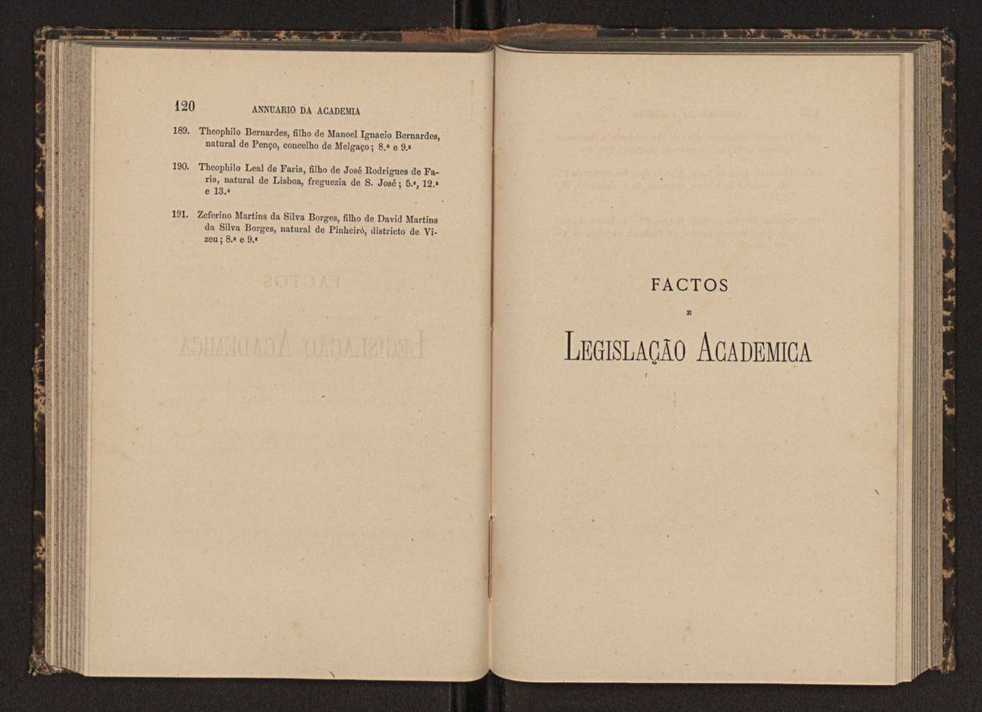 120 ANNUARIO DA ACADEMIA
189. Theophilo Bernardes, filho de Manoel Ignacio Bernardes,
natural de Penço, concelho de Melgaço; 8.ª e 9.ª
190. Theophilo Leal de Faria, filho de José Rodrigues de Fa-
ria, natural de Lisboa, freguezia de S. José; 5.ª, 12.ª
e 13.ª
191. Zeferino Martins da Silva Borges, filho de David Martins
da Silva Borges, natural de Pinheiró, districto de Vi-
zeu; 8.ª e 9.ª
FACTOS
E
LEGISLAÇÃO ACADEMICA